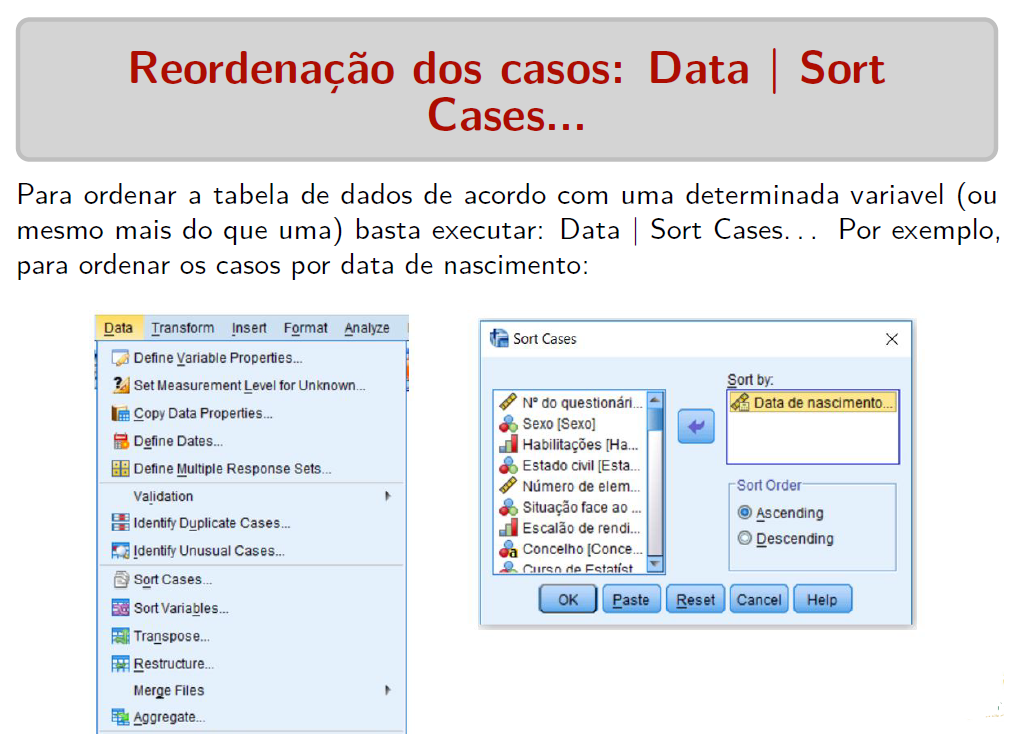 Reordenação dos casos: Data | Sort
Cases...
Para ordenar a tabela de dados de acordo com uma determinada variavel (ou
mesmo mais do que uma) basta executar: Data | Sort Cases... Por exemplo,
para ordenar os casos por data de nascimento:
Data Transform Insert Format Analyze
Define Variable Properties...
Set Measurement Level for Unknown...
Copy Data Properties...
Define Dates...
Define Multiple Response Sets...
Validation
Identify Duplicate Cases...
Identify Unusual Cases...
Sort Cases...
Sort Variables...
Transpose...
Restructure...
Merge Files
Aggregate...
Sort Cases
Nº do questionári...
Sexo [Sexo]
Habilitações [Ha...
Estado civil [Esta...
Número de elem...
Situação face ao ...
Escalão de rendi...
Concelho [Conce...
Curso de Estatíst
Sort by:
Data de nascimento...
Sort Order
Ascending
Descending
OK Paste Reset Cancel Help